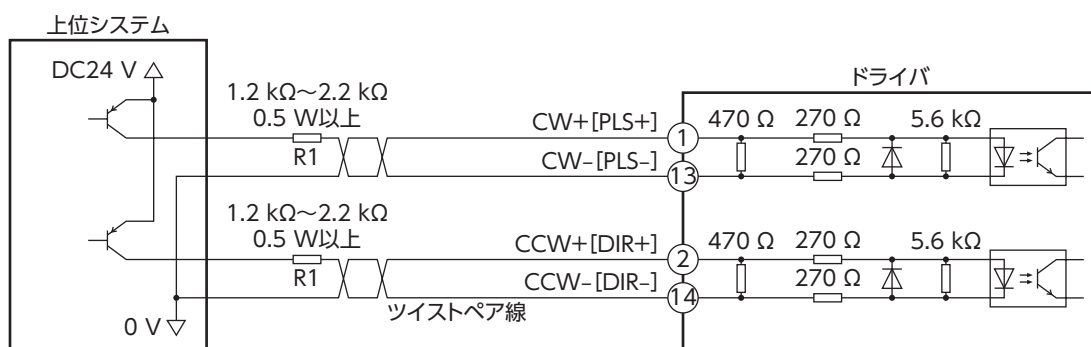 上位システム
DC24 V
ドライバ
1.2 kΩ～2.2 kΩ
0.5 W以上
R1
CW+[PLS+]
CW-[PLS-]
1
13
470 Ω
270 Ω
270 Ω
5.6 kΩ
1.2 kΩ～2.2 kΩ
0.5 W以上
R1
CCW+[DIR+]
CCW-[DIR-]
2
14
470 Ω
270 Ω
270 Ω
5.6 kΩ
ツイストペア線
0 V